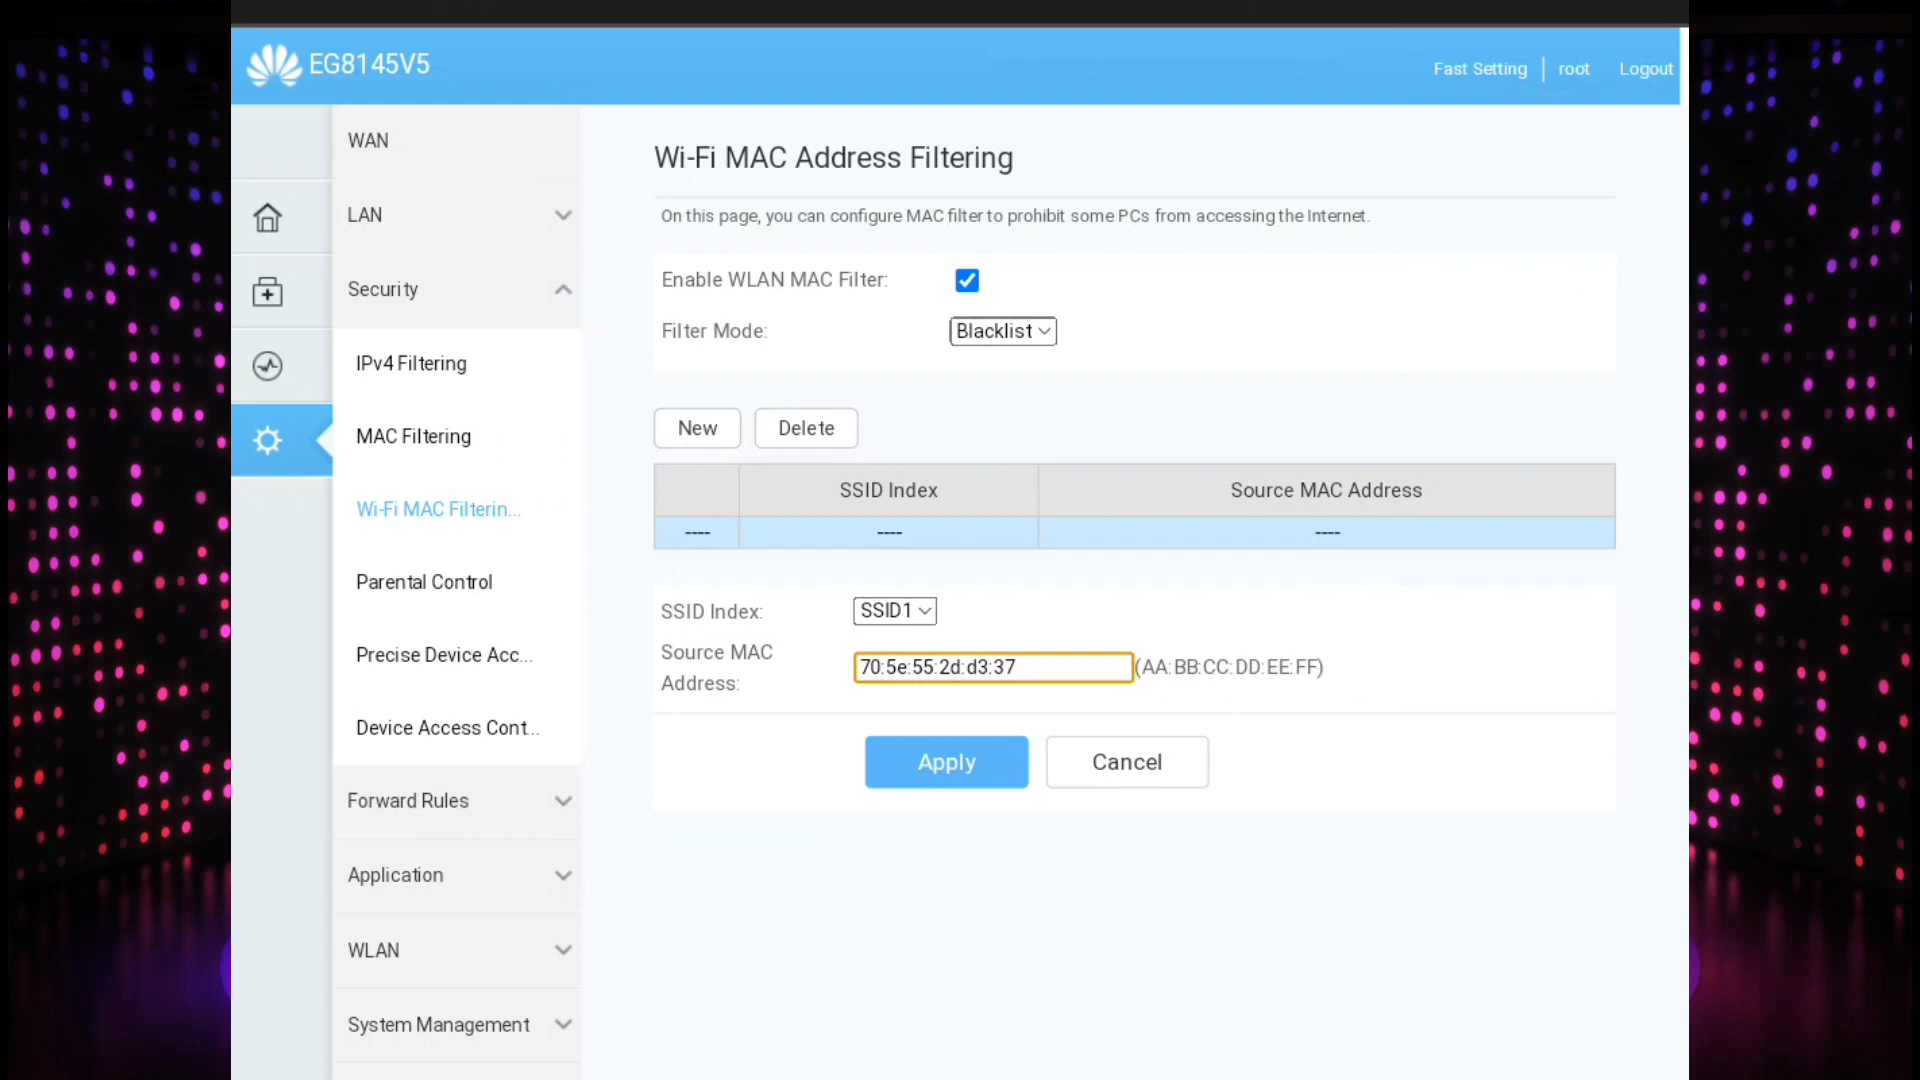 EG8145V5
Fast Setting | root Logout
WAN
LAN
Security
IPv4 Filtering
MAC Filtering
Wi-Fi MAC Filterin...
Parental Control
Precise Device Acc...
Device Access Cont...
Forward Rules
Application
WLAN
System Management
Wi-Fi MAC Address Filtering
On this page, you can configure MAC filter to prohibit some PCs from accessing the Internet.
Enable WLAN MAC Filter:
Filter Mode: Blacklist
New Delete
SSID Index Source MAC Address
---- ---- ----
SSID Index: SSID1
Source MAC
Address: 70:5e:55:2d:d3:37 (AA:BB:CC:DD:EE:FF)
Apply Cancel